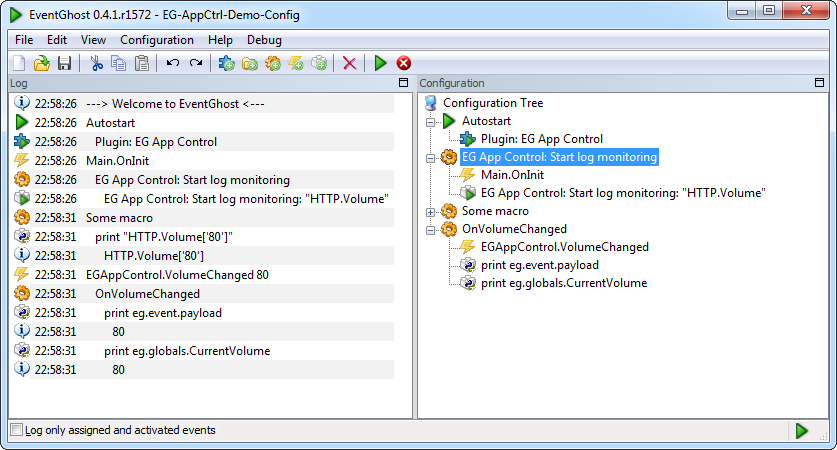 EventGhost 0.4.1.r1572 - EG-AppCtrl-Demo-Config
File Edit View Configuration Help Debug
Log
22:58:26 ---> Welcome to EventGhost <---
22:58:26 Autostart
22:58:26 Plugin: EG App Control
22:58:26 Main.OnInit
22:58:26 EG App Control: Start log monitoring
22:58:26 EG App Control: Start log monitoring: "HTTP.Volume"
22:58:31 Some macro
22:58:31 print "HTTP.Volume['80']"
22:58:31 HTTP.Volume['80']
22:58:31 EGAppControl.VolumeChanged 80
22:58:31 OnVolumeChanged
22:58:31 print eg.event.payload
22:58:31 80
22:58:31 print eg.globals.CurrentVolume
22:58:31 80
Configuration
Configuration Tree
Autostart
Plugin: EG App Control
EG App Control: Start log monitoring
Main.OnInit
EG App Control: Start log monitoring: "HTTP.Volume"
Some macro
OnVolumeChanged
EGAppControl.VolumeChanged
print eg.event.payload
print eg.globals.CurrentVolume
Log only assigned and activated events